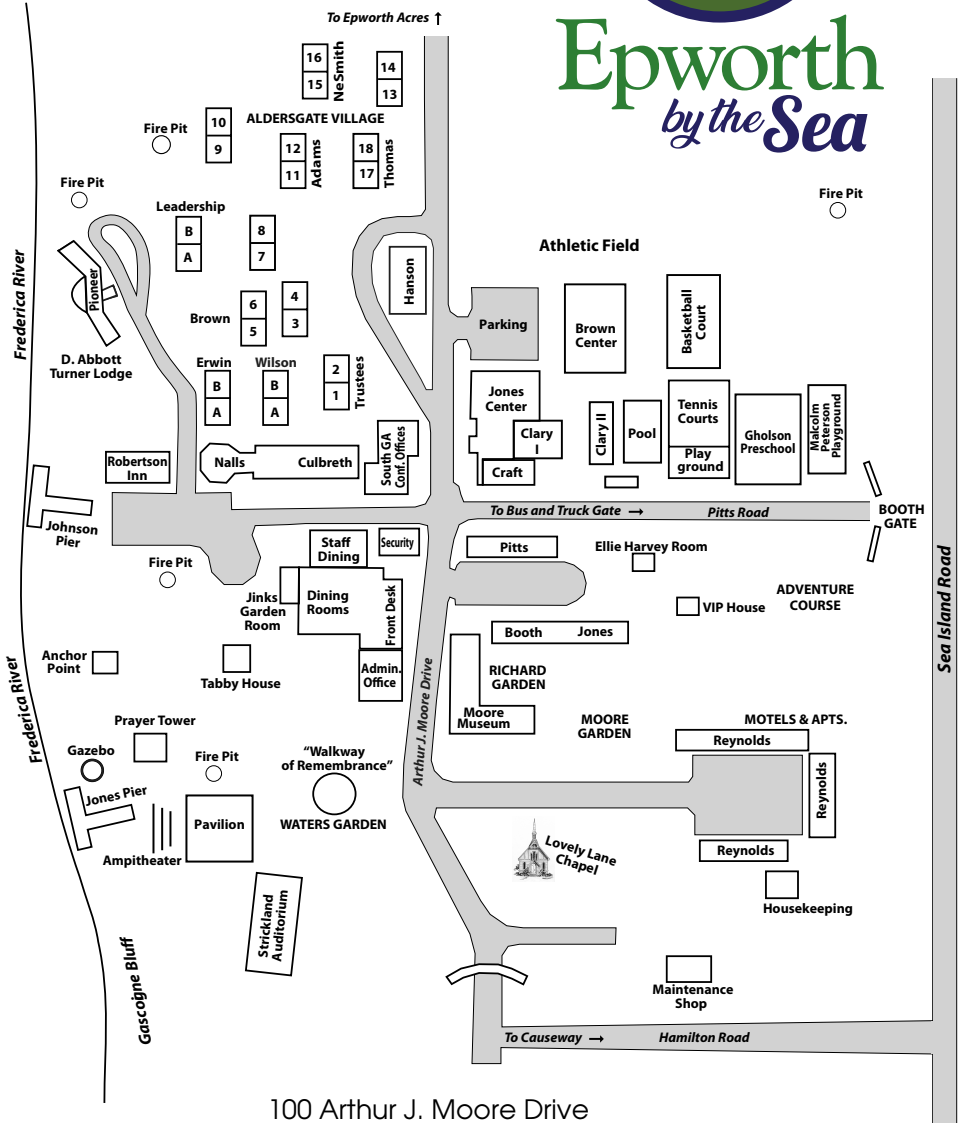 To Epworth Acres ↑
Epworth
by the Sea
16
15
NeSmith
14
13
ALDERSGATE VILLAGE
10
9
Fire Pit
12
11
Adams
18
17
Thomas
Fire Pit
Fire Pit
Leadership
B
A
8
7
Athletic Field
Hanson
Pioneer
D. Abbott
Turner Lodge
Frederica River
Brown
6
5
4
3
Parking
Brown
Center
Basketball
Court
Erwin
B
A
Wilson
B
A
2
1
Trustees
Jones
Center
Clary
I
Craft
Clary II
Pool
Tennis
Courts
Play
ground
Gholson
Preschool
Malcolm
Peterson
Playground
Robertson
Inn
Nalls
Culbreth
South GA
Conf. Offices
Johnson
Pier
To Bus and Truck Gate →
Pitts Road
BOOTH
GATE
Staff
Dining
Security
Pitts
Ellie Harvey Room
Fire Pit
Jinks
Garden
Room
Dining
Rooms
Front Desk
VIP House
ADVENTURE
COURSE
Sea Island Road
Booth
Jones
Anchor
Point
Tabby House
Admin.
Office
Arthur J. Moore Drive
RICHARD
GARDEN
Moore
Museum
MOORE
GARDEN
MOTELS & APTS.
Reynolds
Reynolds
Reynolds
Frederica River
Prayer Tower
Gazebo
Fire Pit
"Walkway
of Remembrance"
WATERS GARDEN
Jones Pier
Ampitheater
Pavilion
Lovely Lane
Chapel
Housekeeping
Strickland
Auditorium
Gascoigne Bluff
Maintenance
Shop
To Causeway →
Hamilton Road
100 Arthur J. Moore Drive